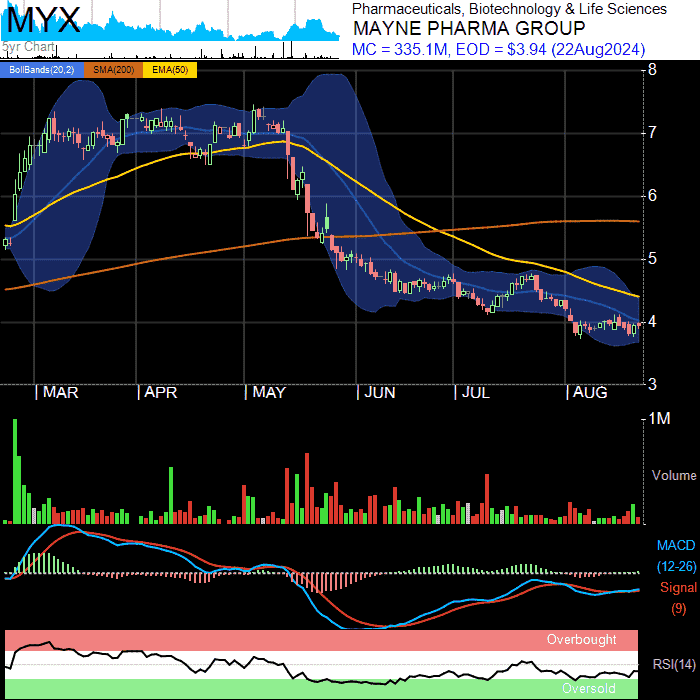 MYX
5yr Chart
Pharmaceuticals, Biotechnology & Life Sciences
MAYNE PHARMA GROUP
MC = 335.1M, EOD = $3.94 (22Aug2024)
BollBands(20,2) SMA(200) EMA(50)
8
7
6
5
4
3
MAR APR MAY JUN JUL AUG
1M
Volume
MACD
(12-26)
Signal
(9)
Overbought
RSI(14)
Oversold